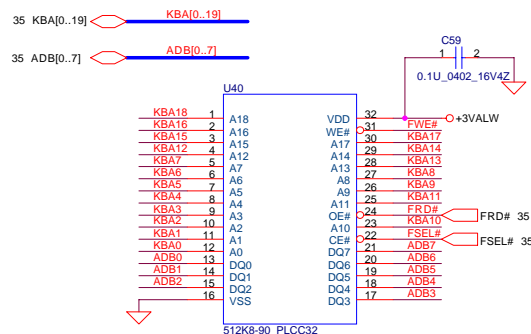 35 KBA[0..19] KBA[0..19]
35 ADB[0..7] ADB[0..7]
C59
1 2
0.1U_0402_16V4Z
+3VALW
U40
KBA18 1 A18 VDD 32
KBA16 2 A16 WE# 31 FWE#
KBA15 3 A15 A17 30 KBA17
KBA12 4 A12 A14 29 KBA14
KBA7 5 A7 A13 28 KBA13
KBA6 6 A6 A8 27 KBA8
KBA5 7 A5 A9 26 KBA9
KBA4 8 A4 A11 25 KBA11
KBA3 9 A3 OE# 24 FRD# FRD# 35
KBA2 10 A2 A10 23 KBA10
KBA1 11 A1 CE# 22 FSEL# FSEL# 35
KBA0 12 A0 DQ7 21 ADB7
ADB0 13 DQ0 DQ6 20 ADB6
ADB1 14 DQ1 DQ5 19 ADB5
ADB2 15 DQ2 DQ4 18 ADB4
16 VSS DQ3 17 ADB3
512K8-90_PLCC32